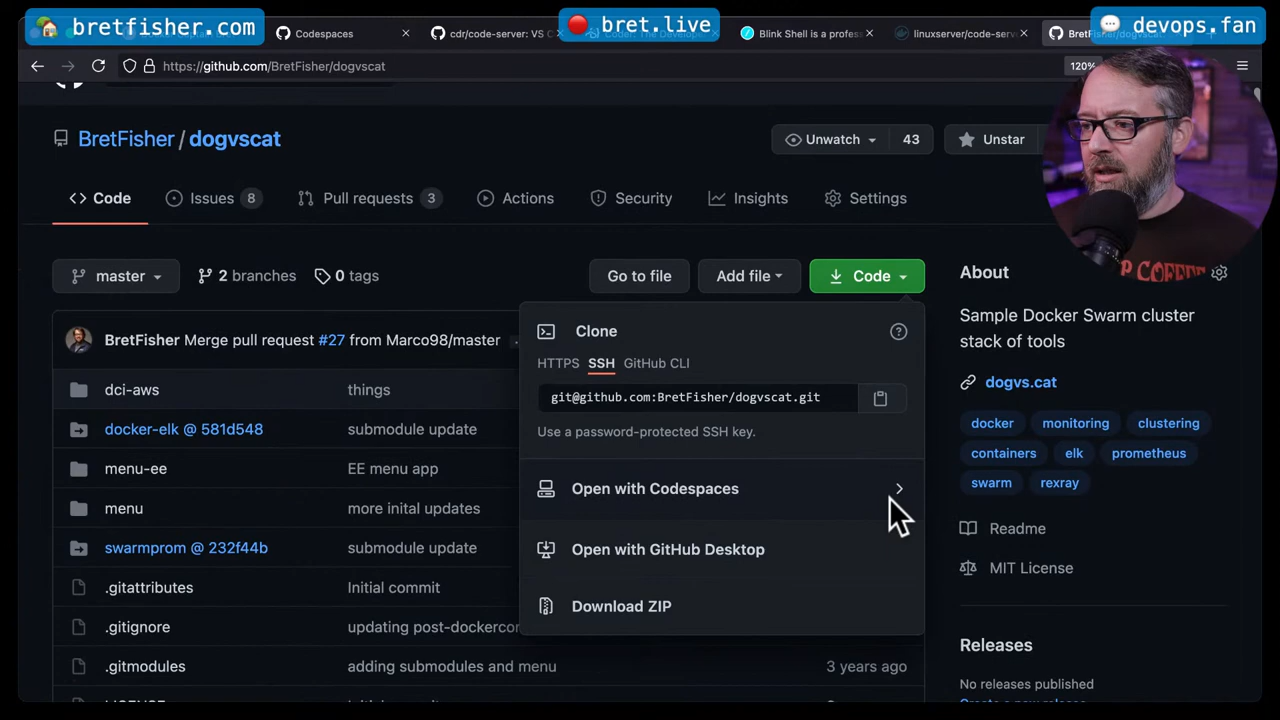 bretfisher.com
bret.live
devops.fan
Codespaces
cdr/code-server: VS C
Blink Shell is a profess
linuxserver/code-serve
https://github.com/BretFisher/dogvscat
120%
BretFisher / dogvscat
Unwatch 43
Unstar
Code
Issues 8
Pull requests 3
Actions
Security
Insights
Settings
master
2 branches
0 tags
Go to file
Add file
Code
About
Sample Docker Swarm cluster
stack of tools
dogvs.cat
docker
monitoring
clustering
containers
elk
prometheus
swarm
rexray
Readme
MIT License
Releases
No releases published
BretFisher Merge pull request #27 from Marco98/master
dci-aws things
docker-elk @ 581d548 submodule update
menu-ee EE menu app
menu more inital updates
swarmprom @ 232f44b submodule update
.gitattributes Initial commit
.gitignore updating post-dockercon
.gitmodules adding submodules and menu 3 years ago
Clone
HTTPS SSH GitHub CLI
git@github.com:BretFisher/dogvscat.git
Use a password-protected SSH key.
Open with Codespaces
Open with GitHub Desktop
Download ZIP